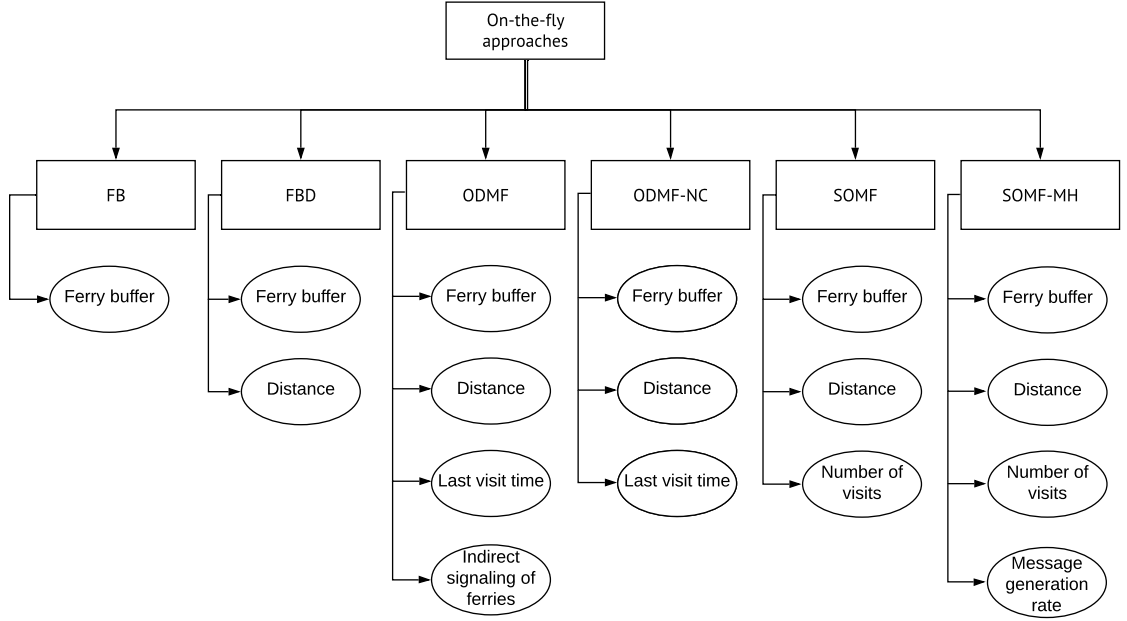 On-the-fly
approaches
FB
FBD
ODMF
ODMF-NC
SOMF
SOMF-MH
Ferry buffer
Ferry buffer
Ferry buffer
Ferry buffer
Ferry buffer
Ferry buffer
Distance
Distance
Distance
Distance
Distance
Last visit time
Last visit time
Number of
visits
Number of
visits
Indirect
signaling of
ferries
Message
generation
rate